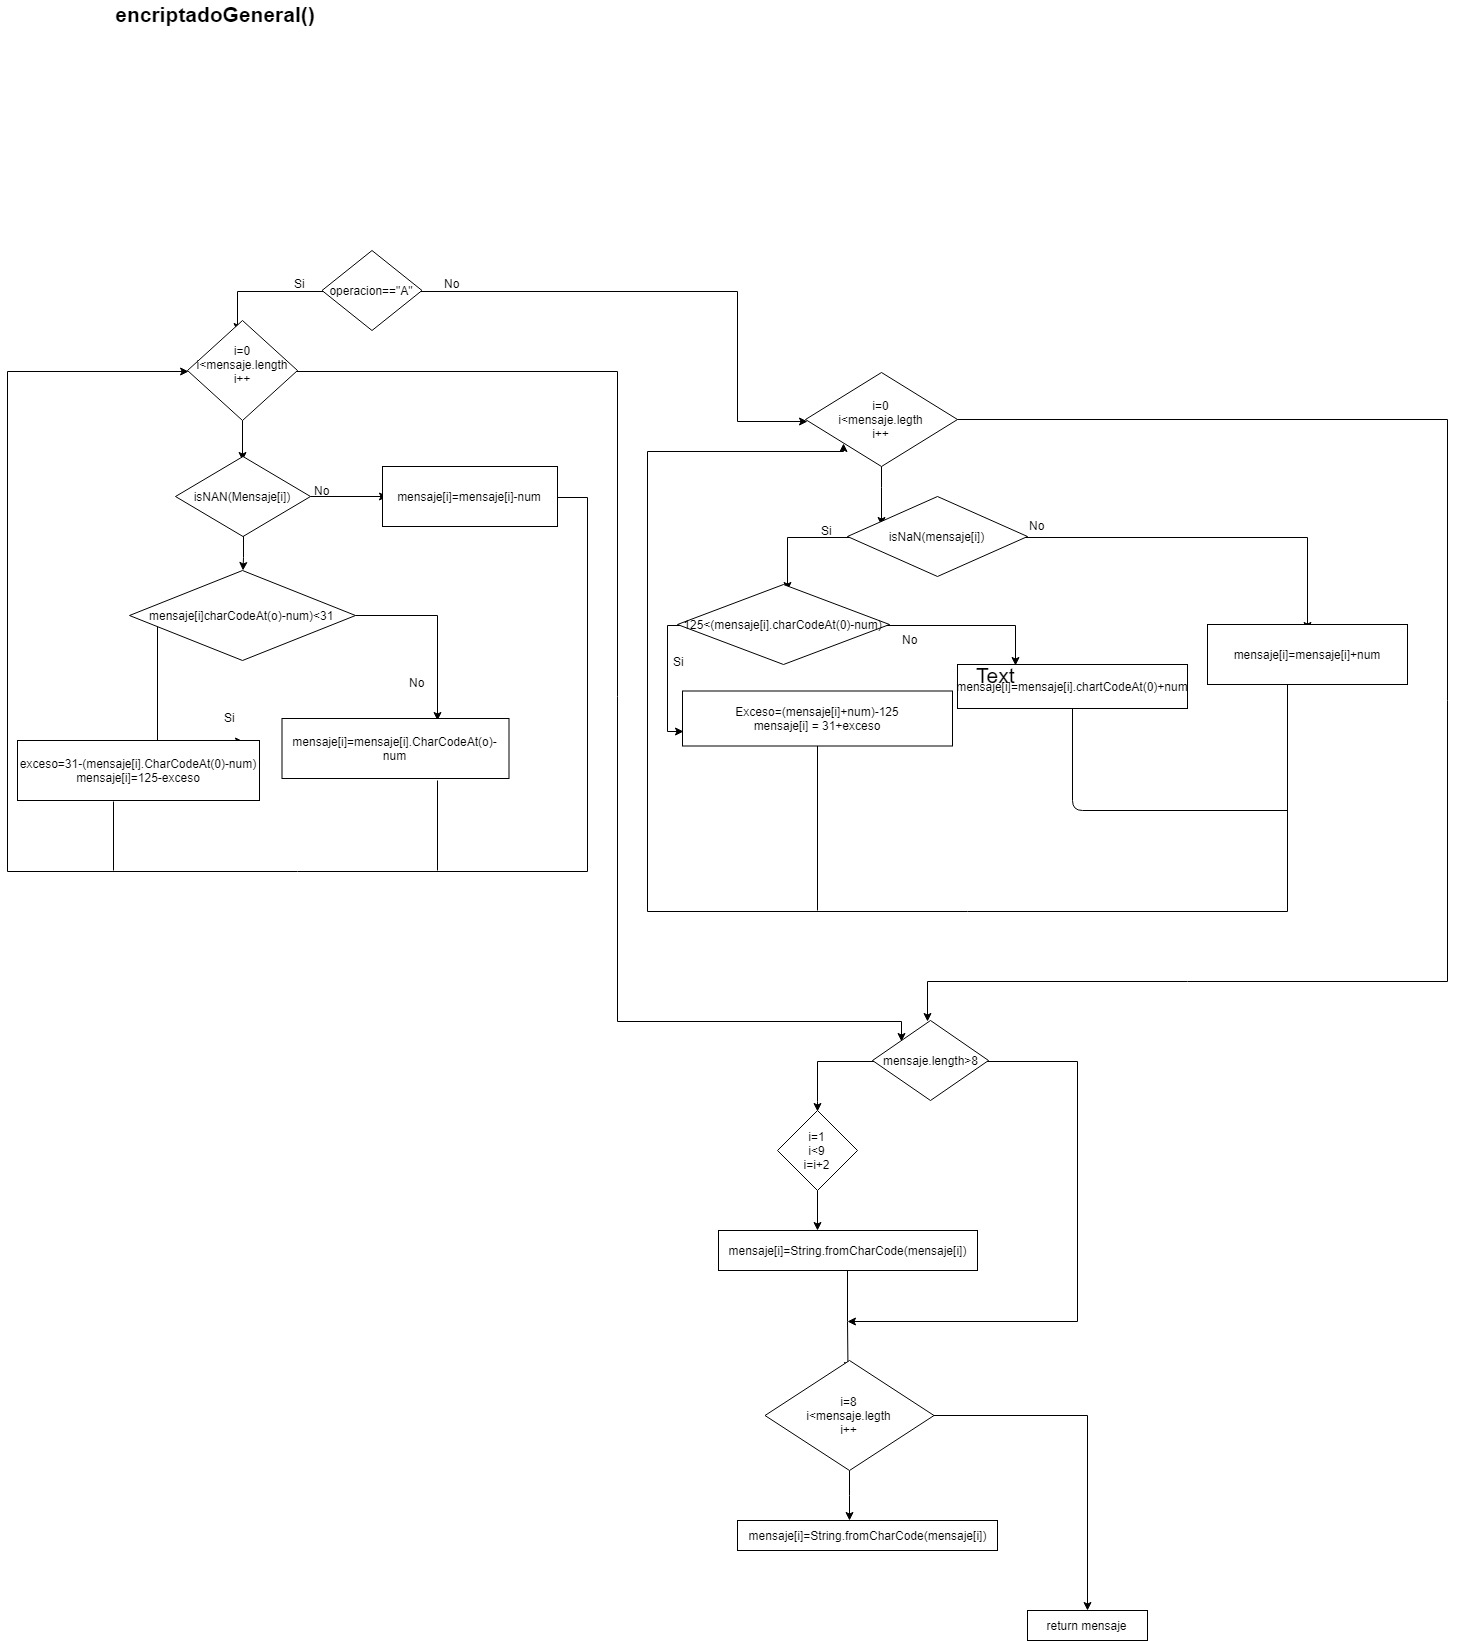 encriptadoGeneral()
Si
operacion=="A"
No
i=0
i<mensaje.length
i++
isNAN(Mensaje[i])
No
mensaje[i]=mensaje[i]-num
mensaje[i]charCodeAt(o)-num)<31
No
Si
mensaje[i]=mensaje[i].CharCodeAt(o)-
num
exceso=31-(mensaje[i].CharCodeAt(0)-num)
mensaje[i]=125-exceso
i=0
i<mensaje.legth
i++
Si
isNaN(mensaje[i])
No
125<(mensaje[i].charCodeAt(0)-num)
No
Si
mensaje[i]=mensaje[i]+num
Text
mensaje[i]=mensaje[i].chartCodeAt(0)+num
Exceso=(mensaje[i]+num)-125
mensaje[i] = 31+exceso
mensaje.length>8
i=1
i<9
i=i+2
mensaje[i]=String.fromCharCode(mensaje[i])
i=8
i<mensaje.legth
i++
mensaje[i]=String.fromCharCode(mensaje[i])
return mensaje